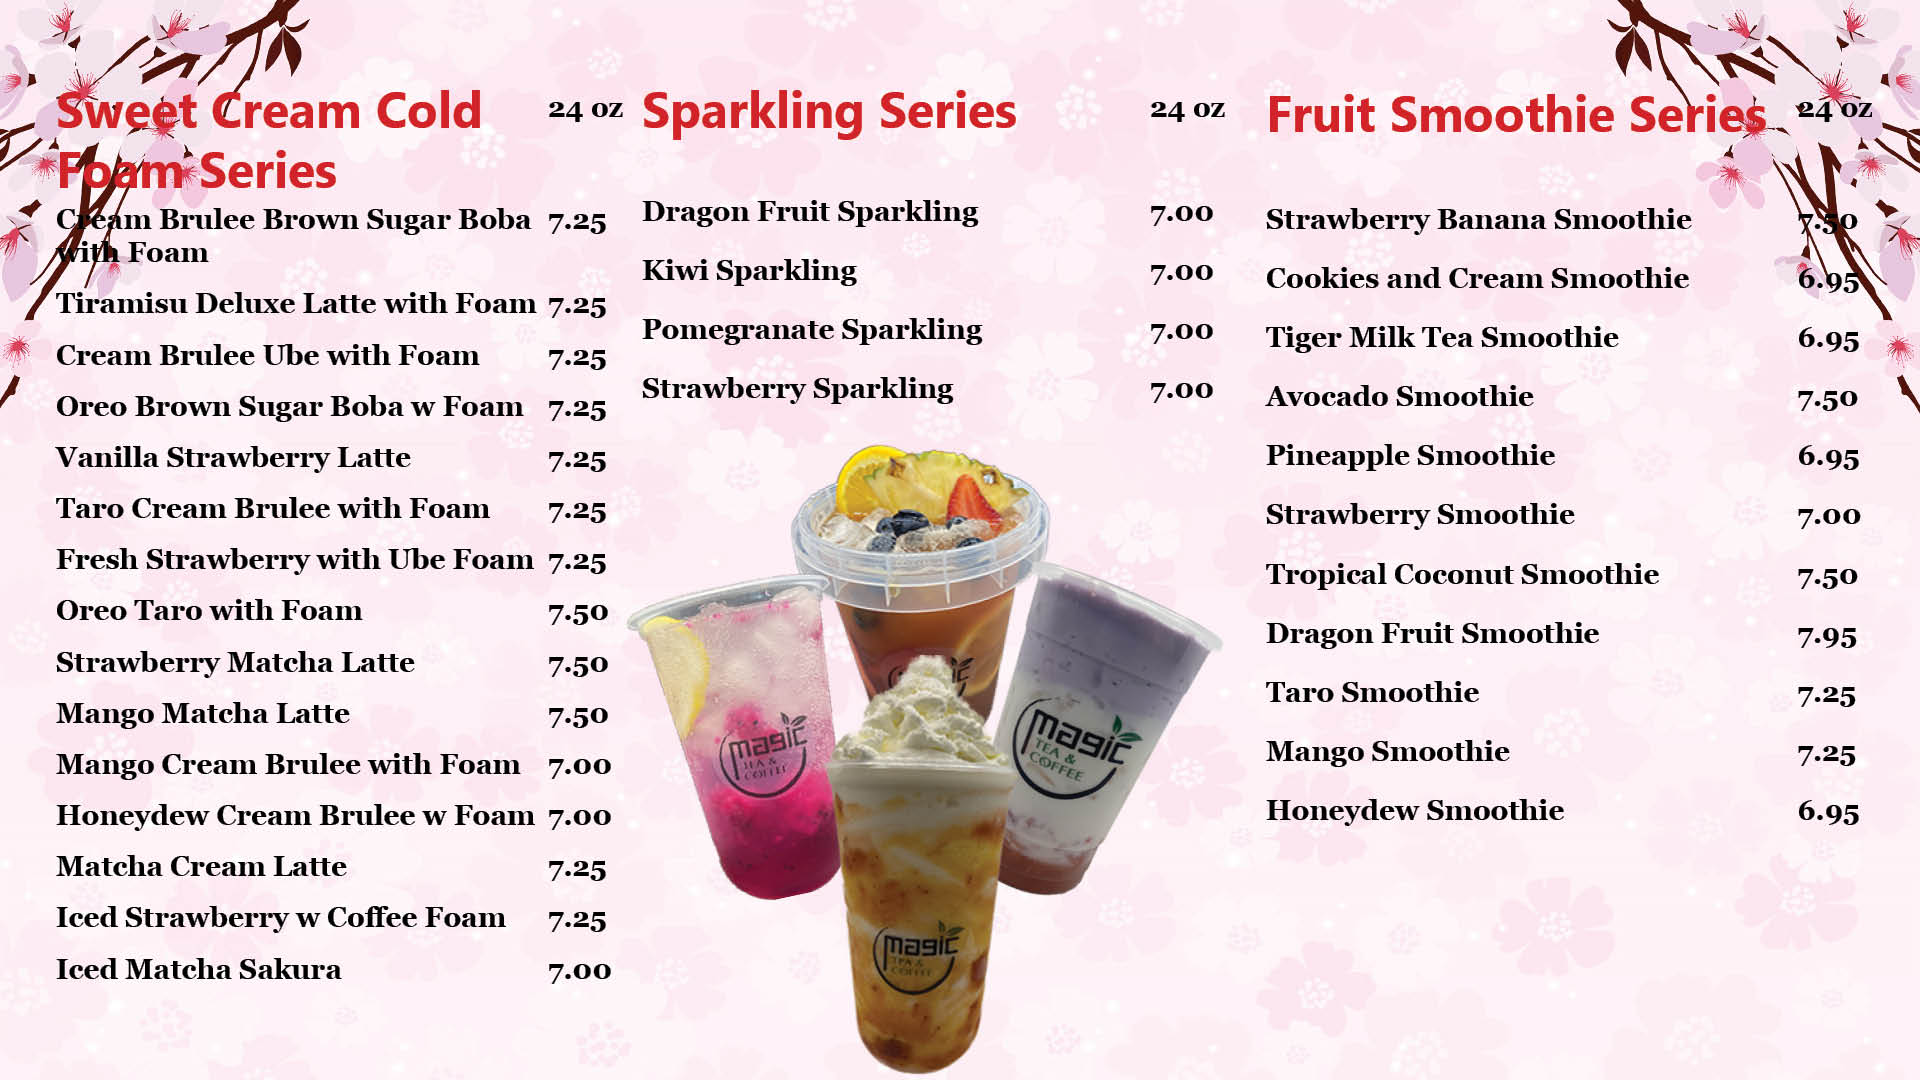 Sweet Cream Cold 24 oz
Foam Series
Cream Brulee Brown Sugar Boba 7.25
with Foam
Tiramisu Deluxe Latte with Foam 7.25
Cream Brulee Ube with Foam 7.25
Oreo Brown Sugar Boba w Foam 7.25
Vanilla Strawberry Latte 7.25
Taro Cream Brulee with Foam 7.25
Fresh Strawberry with Ube Foam 7.25
Oreo Taro with Foam 7.50
Strawberry Matcha Latte 7.50
Mango Matcha Latte 7.50
Mango Cream Brulee with Foam 7.00
Honeydew Cream Brulee w Foam 7.00
Matcha Cream Latte 7.25
Iced Strawberry w Coffee Foam 7.25
Iced Matcha Sakura 7.00
Sparkling Series 24 oz
Dragon Fruit Sparkling 7.00
Kiwi Sparkling 7.00
Pomegranate Sparkling 7.00
Strawberry Sparkling 7.00
magic
TEA &
COFFEE
magic
TEA &
COFFEE
magic
TEA &
COFFEE
Fruit Smoothie Series 24 oz
Strawberry Banana Smoothie 7.50
Cookies and Cream Smoothie 6.95
Tiger Milk Tea Smoothie 6.95
Avocado Smoothie 7.50
Pineapple Smoothie 6.95
Strawberry Smoothie 7.00
Tropical Coconut Smoothie 7.50
Dragon Fruit Smoothie 7.95
Taro Smoothie 7.25
Mango Smoothie 7.25
Honeydew Smoothie 6.95